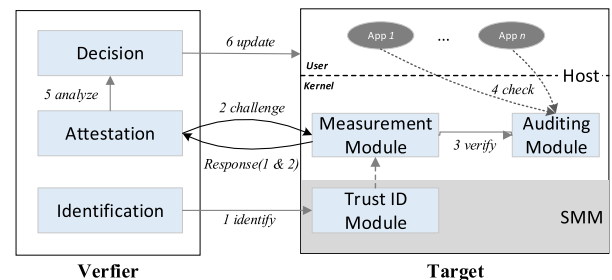 Decision
5 analyze
Attestation
Identification
Verfier
6 update
2 challenge
Response(1 & 2)
1 identify
App 1
...
App n
User
Kernel
Host
4 check
Measurement
Module
3 verify
Auditing
Module
Trust ID
Module
SMM
Target